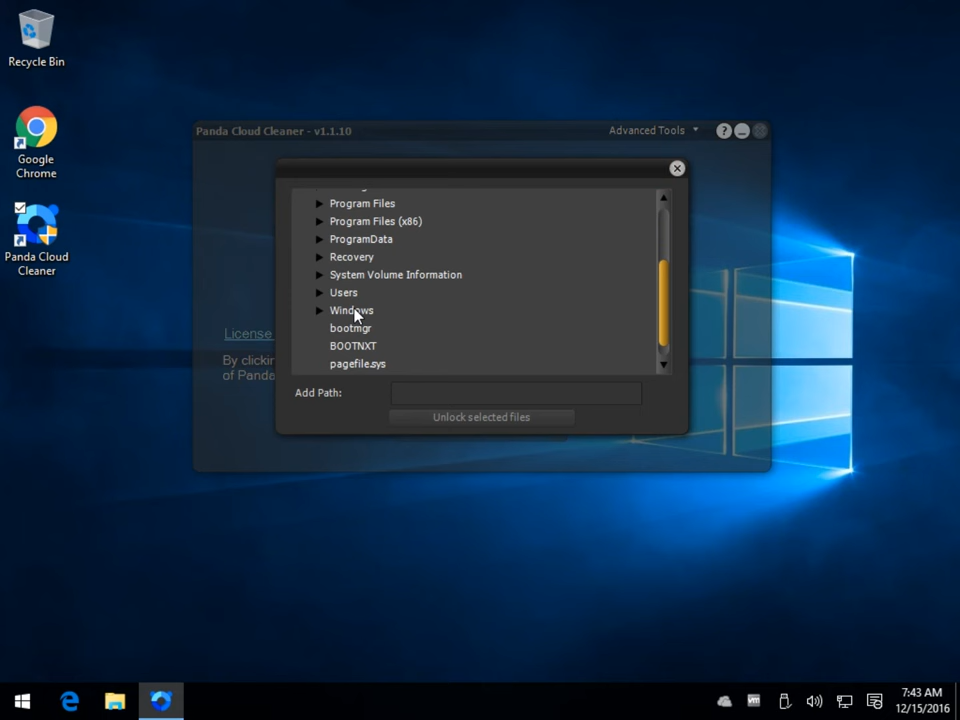 Recycle Bin
Google
Chrome
Panda Cloud
Cleaner
Panda Cloud Cleaner - v1.1.10
Advanced Tools
?
Program Files
Program Files (x86)
ProgramData
Recovery
System Volume Information
Users
Windows
bootmgr
BOOTNXT
pagefile.sys
License
By clickin
of Panda
Add Path:
Unlock selected files
vm
7:43 AM
12/15/2016